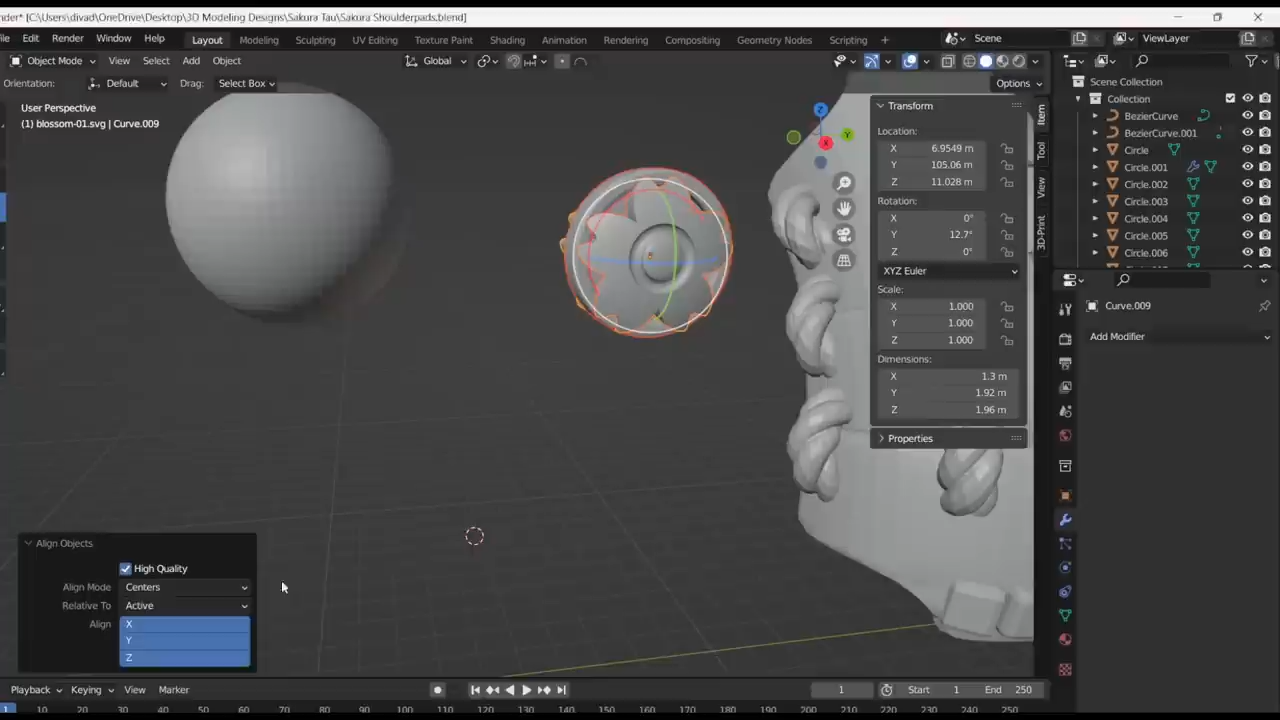 nder* [C:\Users\divad\OneDrive\Desktop\3D Modeling Designs\Sakura Tau\Sakura Shoulderpads.blend]
ile Edit Render Window Help Layout Modeling Sculpting UV Editing Texture Paint Shading Animation Rendering Compositing Geometry Nodes Scripting + Scene ViewLayer
Object Mode View Select Add Object Global
Orientation: Default Drag: Select Box Options
User Perspective
(1) blossom-01.svg | Curve.009
Z
Y
X
Transform
Location:
X 6.9549 m
Y 105.06 m
Z 11.028 m
Rotation:
X 0°
Y 12.7°
Z 0°
XYZ Euler
Scale:
X 1.000
Y 1.000
Z 1.000
Dimensions:
X 1.3 m
Y 1.92 m
Z 1.96 m
Properties
Item
Tool
View
3D-Print
Scene Collection
Collection
BezierCurve
BezierCurve.001
Circle
Circle.001
Circle.002
Circle.003
Circle.004
Circle.005
Circle.006
Curve.009
Add Modifier
Align Objects
High Quality
Align Mode Centers
Relative To Active
Align X
Y
Z
Playback Keying View Marker 1 Start 1 End 250
1 10 20 30 40 50 60 70 80 90 100 110 120 130 140 150 160 170 180 190 200 210 220 230 240 250